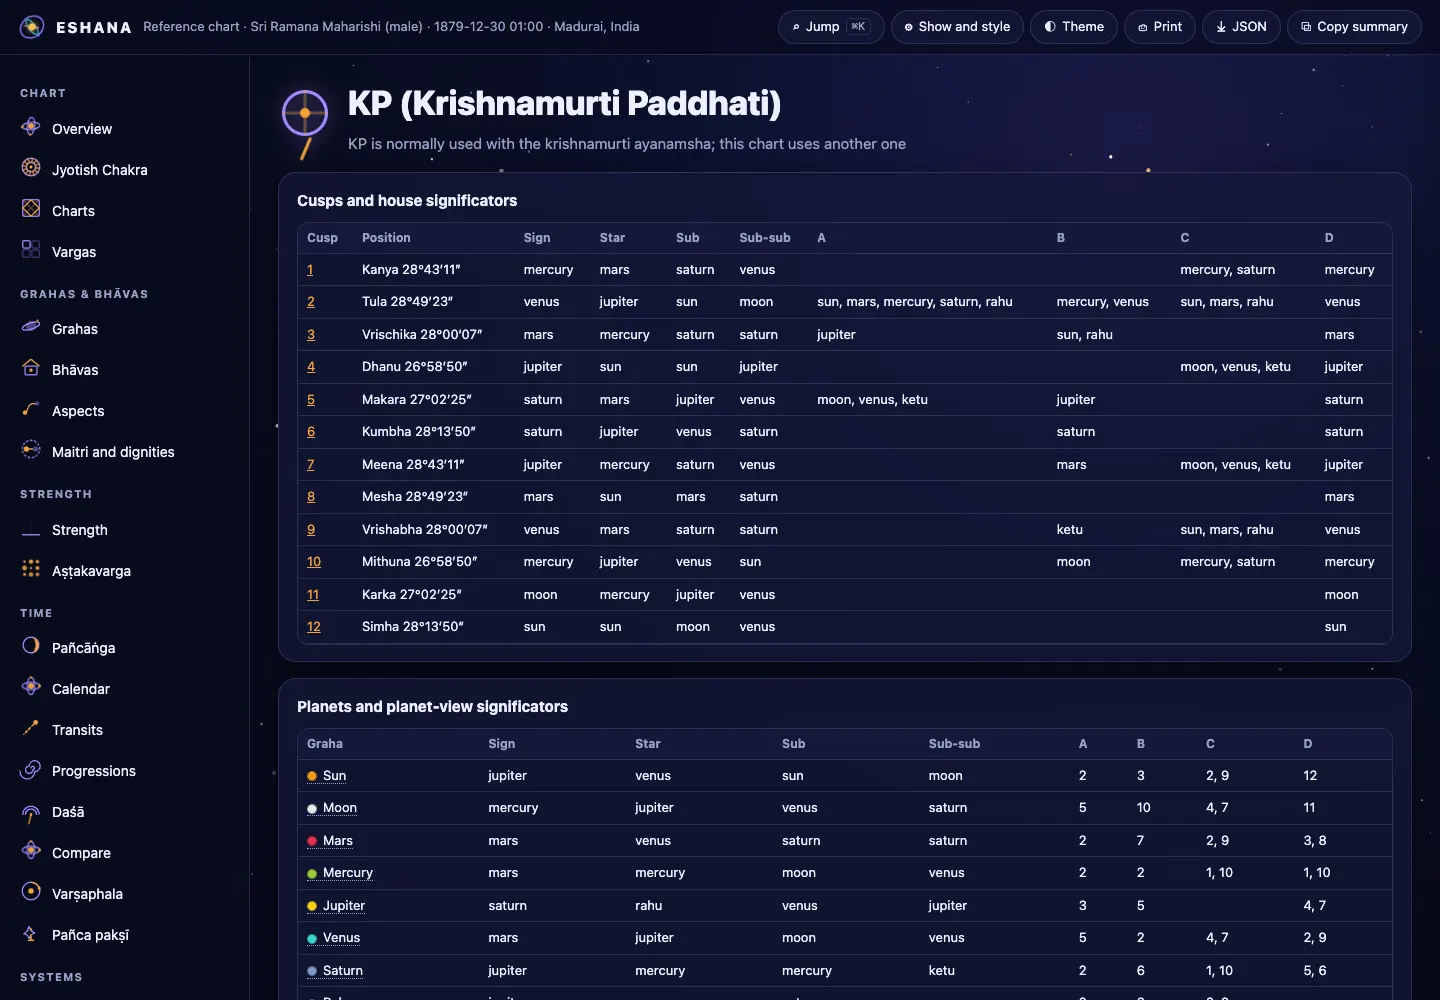 ESHANA Reference chart · Sri Ramana Maharishi (male) · 1879-12-30 01:00 · Madurai, India Jump ⌘K Show and style Theme Print JSON Copy summary
CHART
Overview
Jyotish Chakra
Charts
Vargas
GRAHAS & BHĀVAS
Grahas
Bhāvas
Aspects
Maitri and dignities
STRENGTH
Strength
Aṣṭakavarga
TIME
Pañcāṅga
Calendar
Transits
Progressions
Daśā
Compare
Varṣaphala
Pañca pakṣī
SYSTEMS
KP (Krishnamurti Paddhati)
KP is normally used with the krishnamurti ayanamsha; this chart uses another one
Cusps and house significators
Cusp Position Sign Star Sub Sub-sub A B C D
1 Kanya 28°43′11″ mercury mars saturn venus mercury, saturn mercury
2 Tula 28°49′23″ venus jupiter sun moon sun, mars, mercury, saturn, rahu mercury, venus sun, mars, rahu venus
3 Vrischika 28°00′07″ mars mercury saturn saturn jupiter sun, rahu mars
4 Dhanu 26°58′50″ jupiter sun sun jupiter moon, venus, ketu jupiter
5 Makara 27°02′25″ saturn mars jupiter venus moon, venus, ketu jupiter saturn
6 Kumbha 28°13′50″ saturn jupiter venus saturn saturn saturn
7 Meena 28°43′11″ jupiter mercury saturn venus mars moon, venus, ketu jupiter
8 Mesha 28°49′23″ mars sun mars saturn mars
9 Vrishabha 28°00′07″ venus mars saturn saturn ketu sun, mars, rahu venus
10 Mithuna 26°58′50″ mercury jupiter venus sun moon mercury, saturn mercury
11 Karka 27°02′25″ moon mercury jupiter venus moon
12 Simha 28°13′50″ sun sun moon venus sun
Planets and planet-view significators
Graha Sign Star Sub Sub-sub A B C D
Sun jupiter venus sun moon 2 3 2, 9 12
Moon mercury jupiter venus saturn 5 10 4, 7 11
Mars mars venus saturn saturn 2 7 2, 9 3, 8
Mercury mars mercury moon venus 2 2 1, 10 1, 10
Jupiter saturn rahu venus jupiter 3 5 4, 7
Venus mars jupiter moon venus 5 2 4, 7 2, 9
Saturn jupiter mercury mercury ketu 2 6 1, 10 5, 6